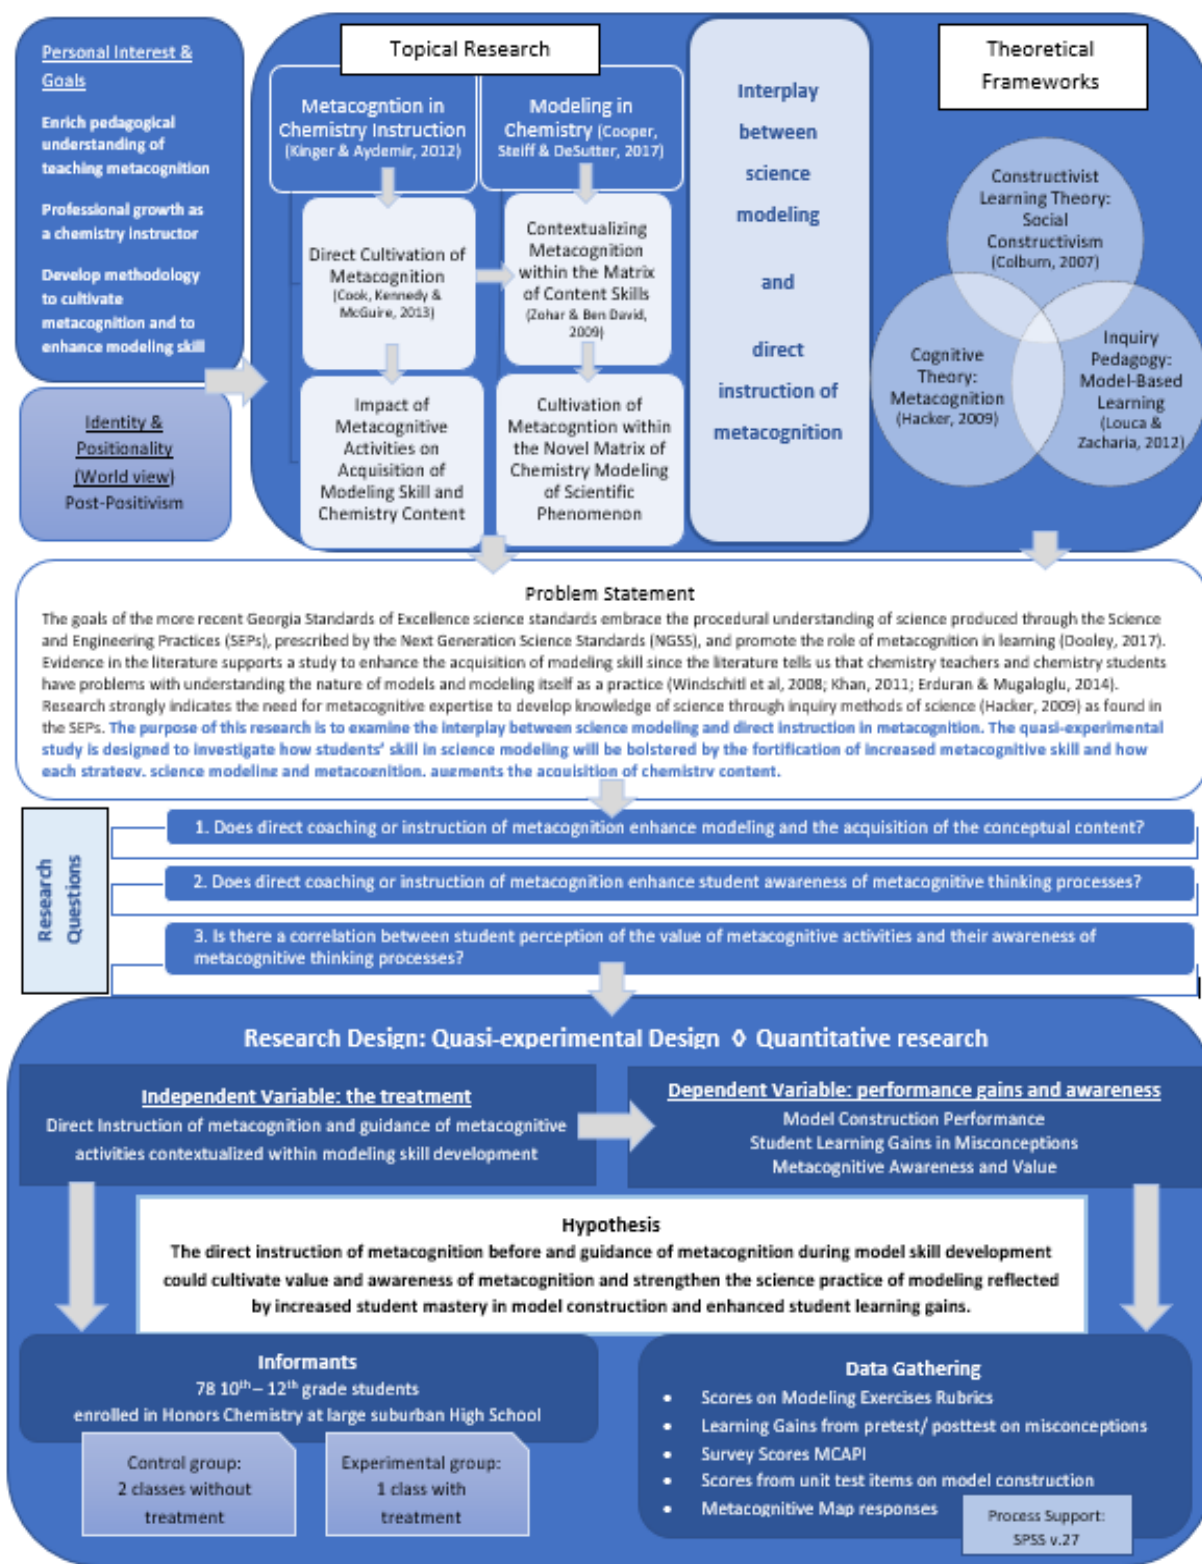 Personal Interest &
Goals
Enrich pedagogical
understanding of
teaching metacognition
Professional growth as
a chemistry instructor
Develop methodology
to cultivate
metacognition and to
enhance modeling skill
Identity &
Positionality
(World view)
Post-Positivism
Topical Research
Metacogntion in
Chemistry Instruction
(Kinger & Aydemir, 2012)
Modeling in
Chemistry (Cooper,
Steiff & DeSutter, 2017)
Direct Cultivation of
Metacognition
(Cook, Kennedy &
McGuire, 2013)
Contextualizing
Metacognition
within the Matrix
of Content Skills
(Zohar & Ben David,
2009)
Impact of
Metacognitive
Activities on
Acquisition of
Modeling Skill and
Chemistry Content
Cultivation of
Metacogntion within
the Novel Matrix of
Chemistry Modeling
of Scientific
Phenomenon
Interplay
between
science
modeling
and
direct
instruction of
metacognition
Theoretical
Frameworks
Constructivist
Learning Theory:
Social
Constructivism
(Colburn, 2007)
Cognitive
Theory:
Metacognition
(Hacker, 2009)
Inquiry
Pedagogy:
Model-Based
Learning
(Louca &
Zacharia, 2012)
Problem Statement
The goals of the more recent Georgia Standards of Excellence science standards embrace the procedural understanding of science produced through the Science
and Engineering Practices (SEPs), prescribed by the Next Generation Science Standards (NGSS), and promote the role of metacognition in learning (Dooley, 2017).
Evidence in the literature supports a study to enhance the acquisition of modeling skill since the literature tells us that chemistry teachers and chemistry students
have problems with understanding the nature of models and modeling itself as a practice (Windschitl et al, 2008; Khan, 2011; Erduran & Mugaloglu, 2014).
Research strongly indicates the need for metacognitive expertise to develop knowledge of science through inquiry methods of science (Hacker, 2009) as found in
the SEPs. The purpose of this research is to examine the interplay between science modeling and direct instruction in metacognition. The quasi-experimental
study is designed to investigate how students' skill in science modeling will be bolstered by the fortification of increased metacognitive skill and how
each strategy, science modeling and metacognition, augments the acquisition of chemistry content.
Research
Questions
1. Does direct coaching or instruction of metacognition enhance modeling and the acquisition of the conceptual content?
2. Does direct coaching or instruction of metacognition enhance student awareness of metacognitive thinking processes?
3. Is there a correlation between student perception of the value of metacognitive activities and their awareness of
metacognitive thinking processes?
Research Design: Quasi-experimental Design ◊ Quantitative research
Independent Variable: the treatment
Direct Instruction of metacognition and guidance of metacognitive
activities contextualized within modeling skill development
Dependent Variable: performance gains and awareness
Model Construction Performance
Student Learning Gains in Misconceptions
Metacognitive Awareness and Value
Hypothesis
The direct instruction of metacognition before and guidance of metacognition during model skill development
could cultivate value and awareness of metacognition and strengthen the science practice of modeling reflected
by increased student mastery in model construction and enhanced student learning gains.
Informants
78 10th – 12th grade students
enrolled in Honors Chemistry at large suburban High School
Control group:
2 classes without
treatment
Experimental group:
1 class with
treatment
Data Gathering
• Scores on Modeling Exercises Rubrics
• Learning Gains from pretest/ posttest on misconceptions
• Survey Scores MCAPI
• Scores from unit test items on model construction
• Metacognitive Map responses
Process Support:
SPSS v.27